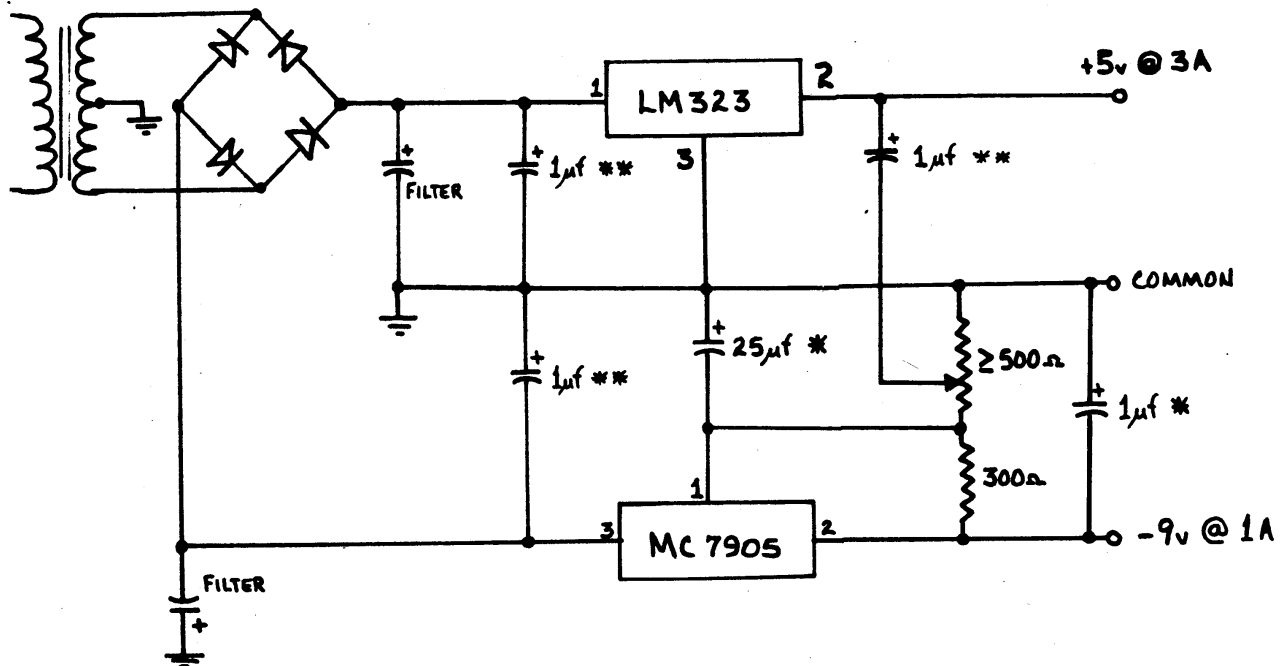 +5v @ 3A
1
LM323
2
3
+
FILTER
+
1µf **
+
1µf **
COMMON
+
1µf **
+
25µf *
≥500Ω
+
1µf *
300Ω
1
3
MC 7905
2
-9v @ 1A
FILTER
+